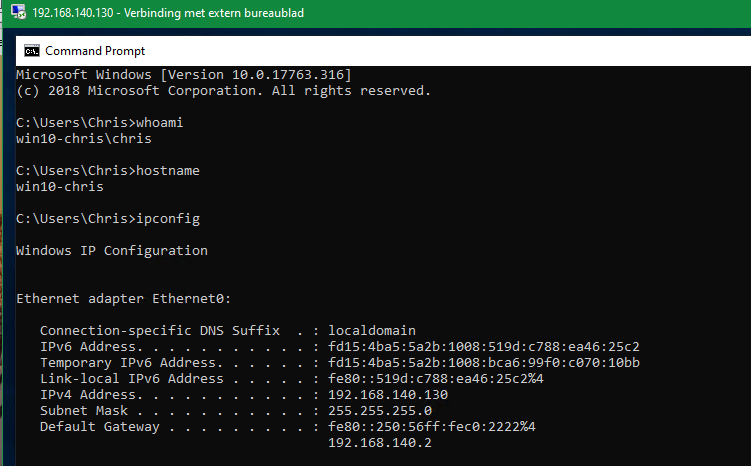 192.168.140.130 - Verbinding met extern bureaublad
Command Prompt
Microsoft Windows [Version 10.0.17763.316]
(c) 2018 Microsoft Corporation. All rights reserved.
C:\Users\Chris>whoami
win10-chris\chris
C:\Users\Chris>hostname
win10-chris
C:\Users\Chris>ipconfig
Windows IP Configuration
Ethernet adapter Ethernet0:
Connection-specific DNS Suffix  . : localdomain
IPv6 Address. . . . . . . . . . . : fd15:4ba5:5a2b:1008:519d:c788:ea46:25c2
Temporary IPv6 Address. . . . . . : fd15:4ba5:5a2b:1008:bca6:99f0:c070:10bb
Link-local IPv6 Address . . . . . : fe80::519d:c788:ea46:25c2%4
IPv4 Address. . . . . . . . . . . : 192.168.140.130
Subnet Mask . . . . . . . . . . . : 255.255.255.0
Default Gateway . . . . . . . . . : fe80::250:56ff:fec0:2222%4
192.168.140.2